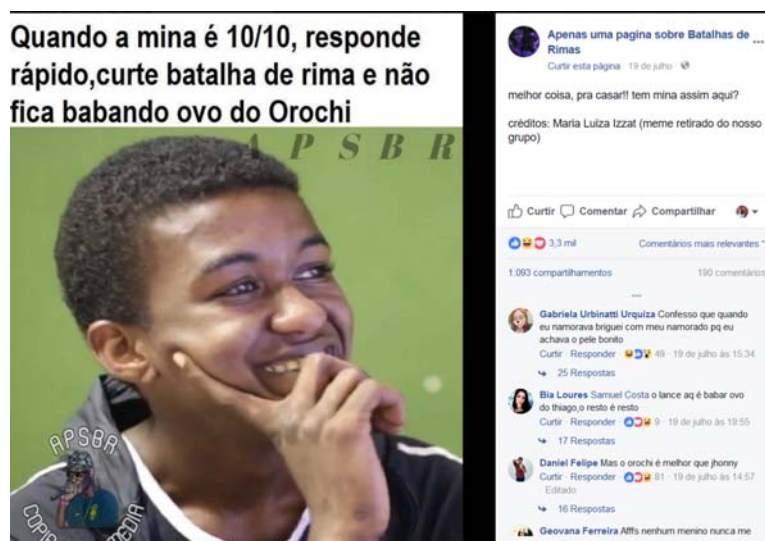 Quando a mina é 10/10, responde
rápido,curte batalha de rima e não
fica babando ovo do Orochi
A P S B R
APSBR
Apenas uma pagina sobre Batalhas de
Rimas
Curtir esta página · 19 de julho ·
melhor coisa, pra casar!! tem mina assim aqui?
créditos: Maria Luiza Izzat (meme retirado do nosso
grupo)
Curtir Comentar Compartilhar
3,3 mil Comentários mais relevantes
1.093 compartilhamentos 190 comentários
Gabriela Urbinatti Urquiza Confesso que quando
eu namorava briguei com meu namorado pq eu
achava o pele bonito
Curtir · Responder · 49 · 19 de julho às 15:34
25 Respostas
Bia Loures Samuel Costa o lance aq é babar ovo
do thiago,o resto é resto
Curtir · Responder · 9 · 19 de julho às 19:55
17 Respostas
Daniel Felipe Mas o orochi é melhor que jhonny
Curtir · Responder · 81 · 19 de julho às 14:57
· Editado
16 Respostas
Geovana Ferreira Afffs nenhum menino nunca me